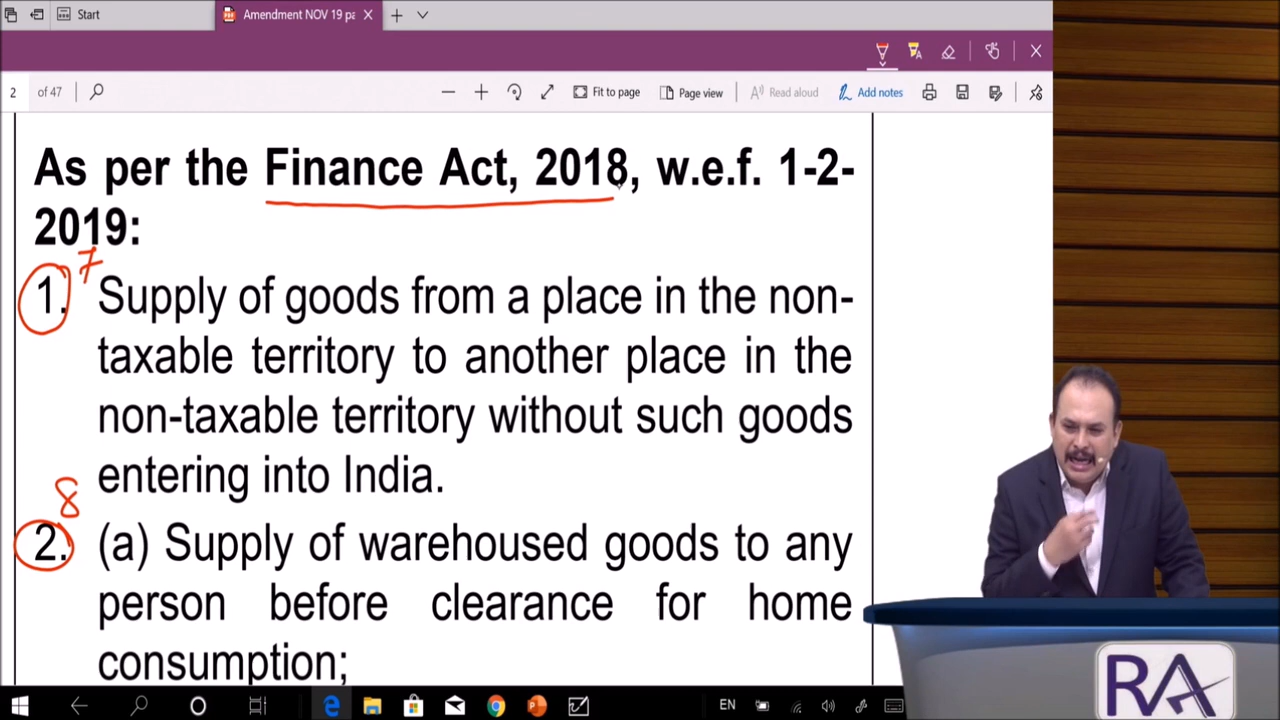 Start
Amendment NOV 19 pa
2 of 47
Fit to page
Page view
Read aloud
Add notes
As per the Finance Act, 2018, w.e.f. 1-2-
2019:
7
1. Supply of goods from a place in the non-
taxable territory to another place in the
non-taxable territory without such goods
entering into India.
8
2. (a) Supply of warehoused goods to any
person before clearance for home
consumption;
EN
RA